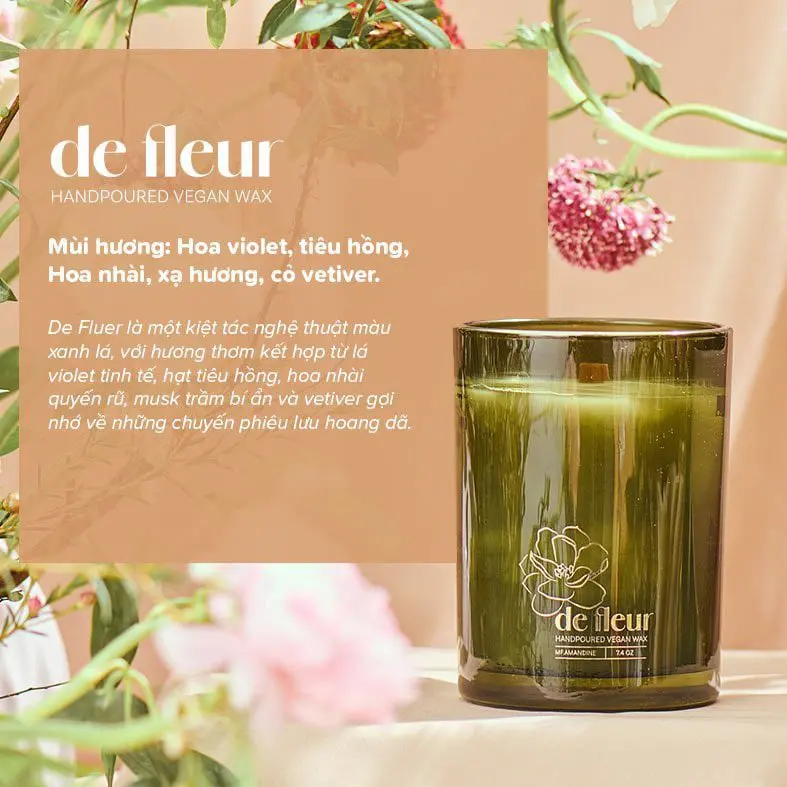 de fleur
HANDPOURED VEGAN WAX
Mùi hương: Hoa violet, tiêu hồng,
Hoa nhài, xạ hương, cỏ vetiver.
De Fluer là một kiệt tác nghệ thuật màu
xanh lá, với hương thơm kết hợp từ lá
violet tinh tế, hạt tiêu hồng, hoa nhài
quyến rũ, musk trầm bí ẩn và vetiver gợi
nhớ về những chuyến phiêu lưu hoang dã.
de fleur
HANDPOURED VEGAN WAX
MF.AMANDINE | 7.4 OZ